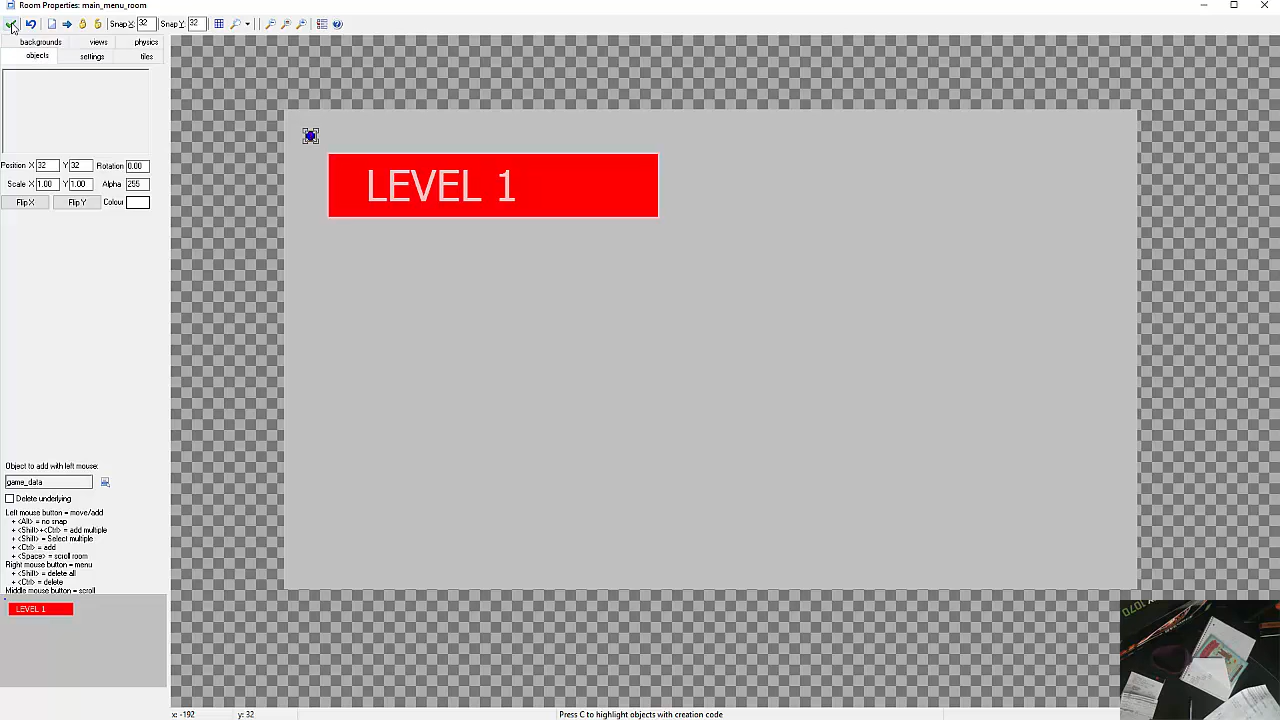 Room Properties: main_menu_room
Snap X: 32 Snap Y: 32
backgrounds views physics
objects settings tiles
Position X 32 Y 32 Rotation 0.00
Scale X 1.00 Y 1.00 Alpha 255
Flip X Flip Y Colour
LEVEL 1
Object to add with left mouse:
game_data
Delete underlying
Left mouse button = move/add
+ <Alt> = no snap
+ <Shift>+<Ctrl> = add multiple
+ <Shift> = Select multiple
+ <Ctrl> = add
+ <Space> = scroll room
Right mouse button = menu
+ <Shift> = delete all
+ <Ctrl> = delete
Middle mouse button = scroll
LEVEL 1
x: -192 y: 32 Press C to highlight objects with creation code
1070